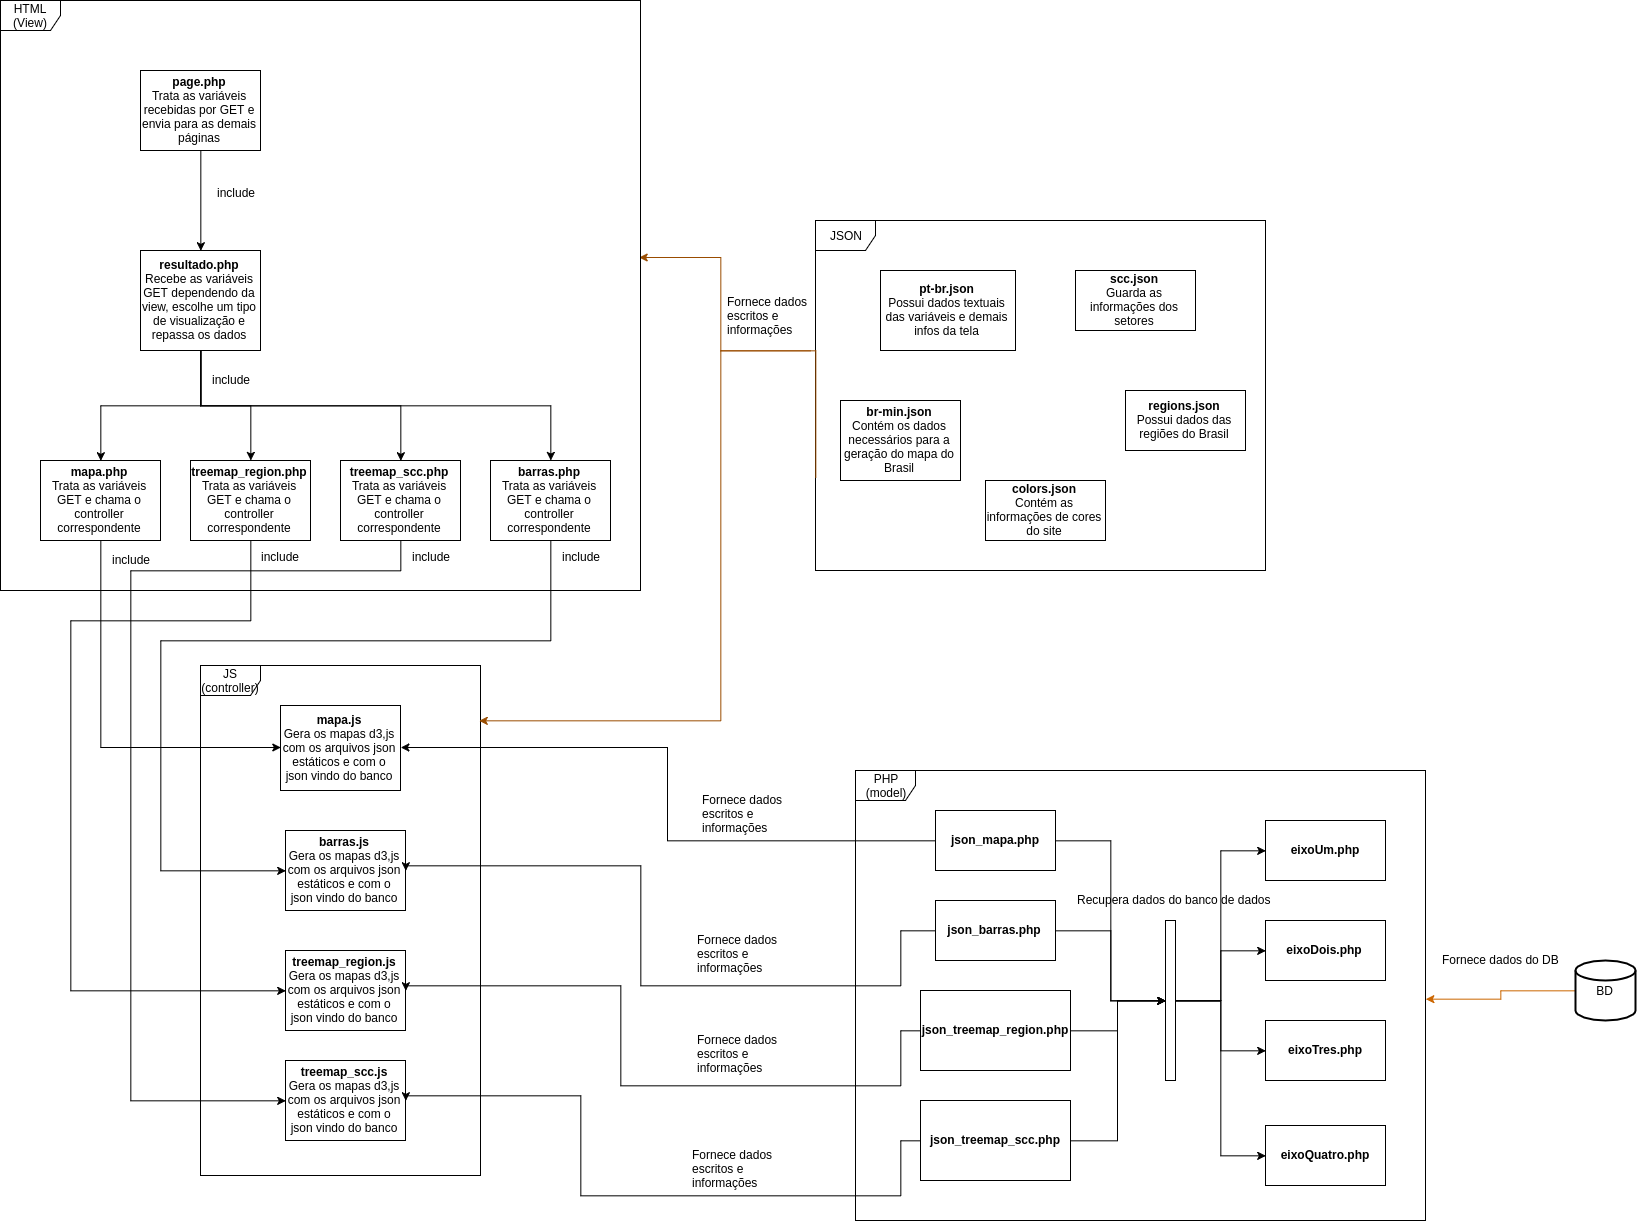 HTML
(View)
page.php
Trata as variáveis
recebidas por GET e
envia para as demais
páginas
include
resultado.php
Recebe as variáveis
GET dependendo da
view, escolhe um tipo
de visualização e
repassa os dados
include
mapa.php
Trata as variáveis
GET e chama o
controller
correspondente
treemap_region.php
Trata as variáveis
GET e chama o
controller
correspondente
treemap_scc.php
Trata as variáveis
GET e chama o
controller
correspondente
barras.php
Trata as variáveis
GET e chama o
controller
correspondente
include
include
include
include
Fornece dados
escritos e
informações
JSON
pt-br.json
Possui dados textuais
das variáveis e demais
infos da tela
scc.json
Guarda as
informações dos
setores
br-min.json
Contém os dados
necessários para a
geração do mapa do
Brasil
regions.json
Possui dados das
regiões do Brasil
colors.json
Contém as
informações de cores
do site
JS
(controller)
mapa.js
Gera os mapas d3,js
com os arquivos json
estáticos e com o
json vindo do banco
barras.js
Gera os mapas d3,js
com os arquivos json
estáticos e com o
json vindo do banco
treemap_region.js
Gera os mapas d3,js
com os arquivos json
estáticos e com o
json vindo do banco
treemap_scc.js
Gera os mapas d3,js
com os arquivos json
estáticos e com o
json vindo do banco
Fornece dados
escritos e
informações
Fornece dados
escritos e
informações
Fornece dados
escritos e
informações
Fornece dados
escritos e
informações
PHP
(model)
json_mapa.php
json_barras.php
json_treemap_region.php
json_treemap_scc.php
Recupera dados do banco de dados
eixoUm.php
eixoDois.php
eixoTres.php
eixoQuatro.php
Fornece dados do DB
BD